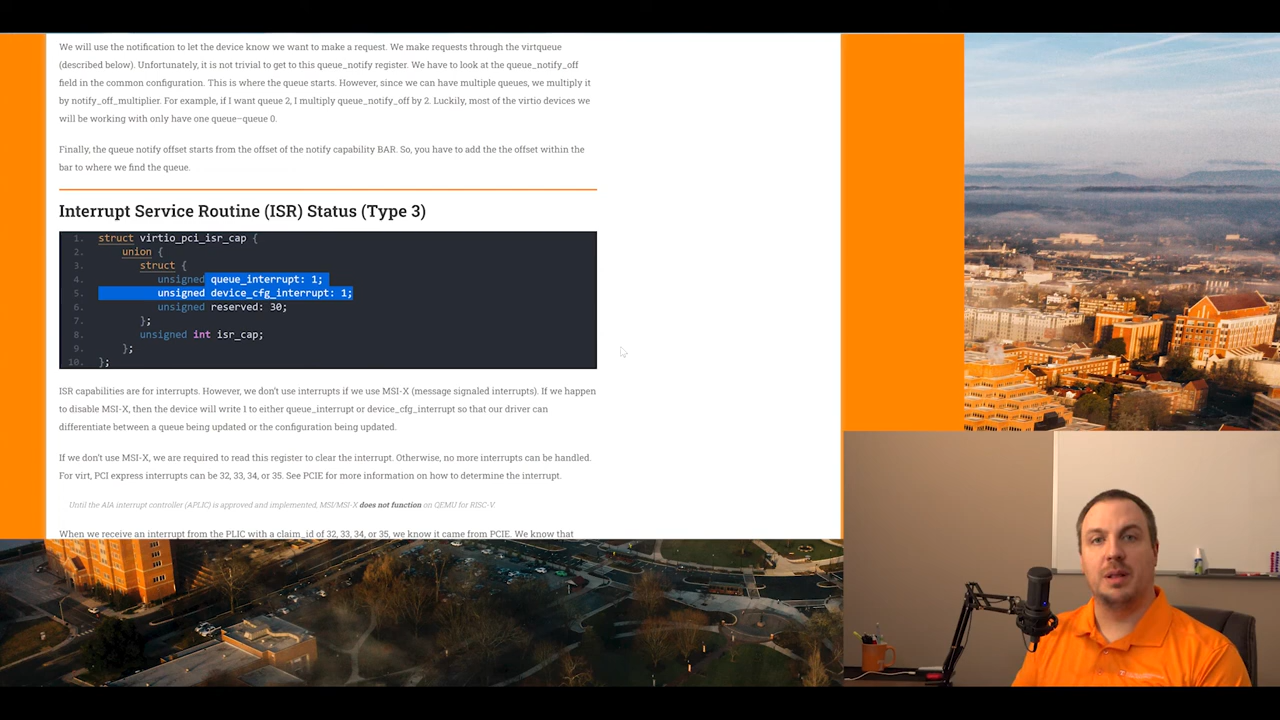 We will use the notification to let the device know we want to make a request. We make requests through the virtqueue
(described below). Unfortunately, it is not trivial to get to this queue_notify register. We have to look at the queue_notify_off
field in the common configuration. This is where the queue starts. However, since we can have multiple queues, we multiply it
by notify_off_multiplier. For example, if I want queue 2, I multiply queue_notify_off by 2. Luckily, most of the virtio devices we
will be working with only have one queue–queue 0.
Finally, the queue notify offset starts from the offset of the notify capability BAR. So, you have to add the the offset within the
bar to where we find the queue.
Interrupt Service Routine (ISR) Status (Type 3)
1. struct virtio_pci_isr_cap {
2. union {
3. struct {
4. unsigned queue_interrupt: 1;
5. unsigned device_cfg_interrupt: 1;
6. unsigned reserved: 30;
7. };
8. unsigned int isr_cap;
9. };
10. };
ISR capabilities are for interrupts. However, we don't use interrupts if we use MSI-X (message signaled interrupts). If we happen
to disable MSI-X, then the device will write 1 to either queue_interrupt or device_cfg_interrupt so that our driver can
differentiate between a queue being updated or the configuration being updated.
If we don't use MSI-X, we are required to read this register to clear the interrupt. Otherwise, no more interrupts can be handled.
For virt, PCI express interrupts can be 32, 33, 34, or 35. See PCIE for more information on how to determine the interrupt.
Until the AIA interrupt controller (APLIC) is approved and implemented, MSI/MSI-X does not function on QEMU for RISC-V.
When we receive an interrupt from the PLIC with a claim_id of 32, 33, 34, or 35, we know it came from PCIE. We know that